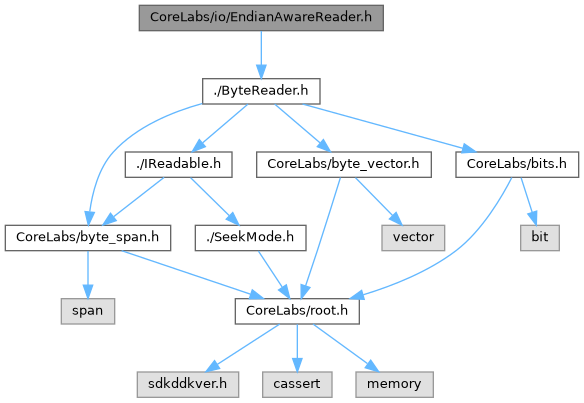 CoreLabs/io/EndianAwareReader.h
./ByteReader.h
./IReadable.h
CoreLabs/byte_vector.h
CoreLabs/bits.h
CoreLabs/byte_span.h
./SeekMode.h
vector
bit
span
CoreLabs/root.h
sdkddkver.h
cassert
memory